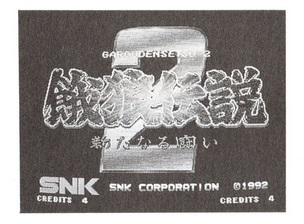 GAROUDENSETSU 2
2
餓狼伝説
新たなる闘い
SNK SNK CORPORATION ©1992
CREDITS 4 CREDITS 4